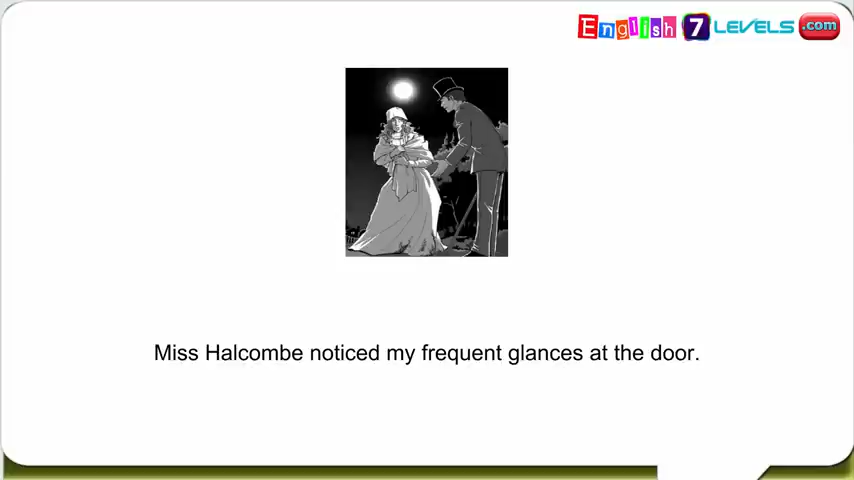 English 7 LEVELS .com
Miss Halcombe noticed my frequent glances at the door.